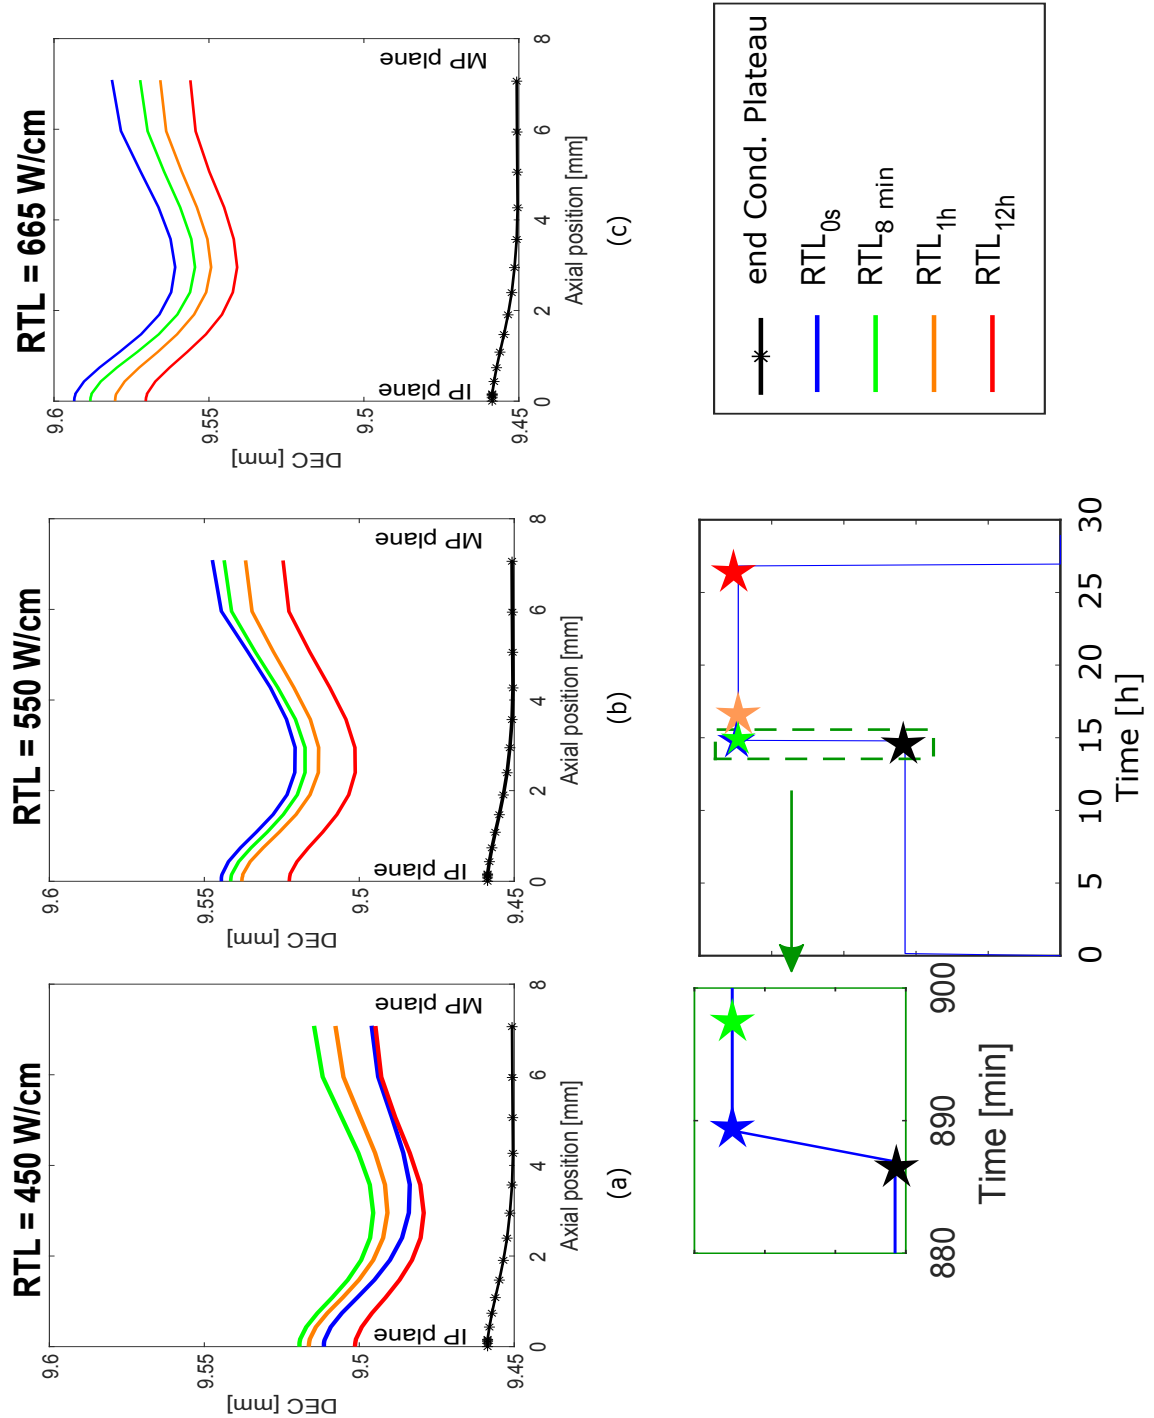 RTL = 450 W/cm
9.6
9.55
9.5
9.45
DEC [mm]
IP plane
MP plane
0 2 4 6 8
Axial position [mm]
(a)
RTL = 550 W/cm
9.6
9.55
9.5
9.45
DEC [mm]
IP plane
MP plane
0 2 4 6 8
Axial position [mm]
(b)
RTL = 665 W/cm
9.6
9.55
9.5
9.45
DEC [mm]
IP plane
MP plane
0 2 4 6 8
Axial position [mm]
(c)
880 890 900
Time [min]
0 5 10 15 20 25 30
Time [h]
end Cond. Plateau
RTL0s
RTL8 min
RTL1h
RTL12h